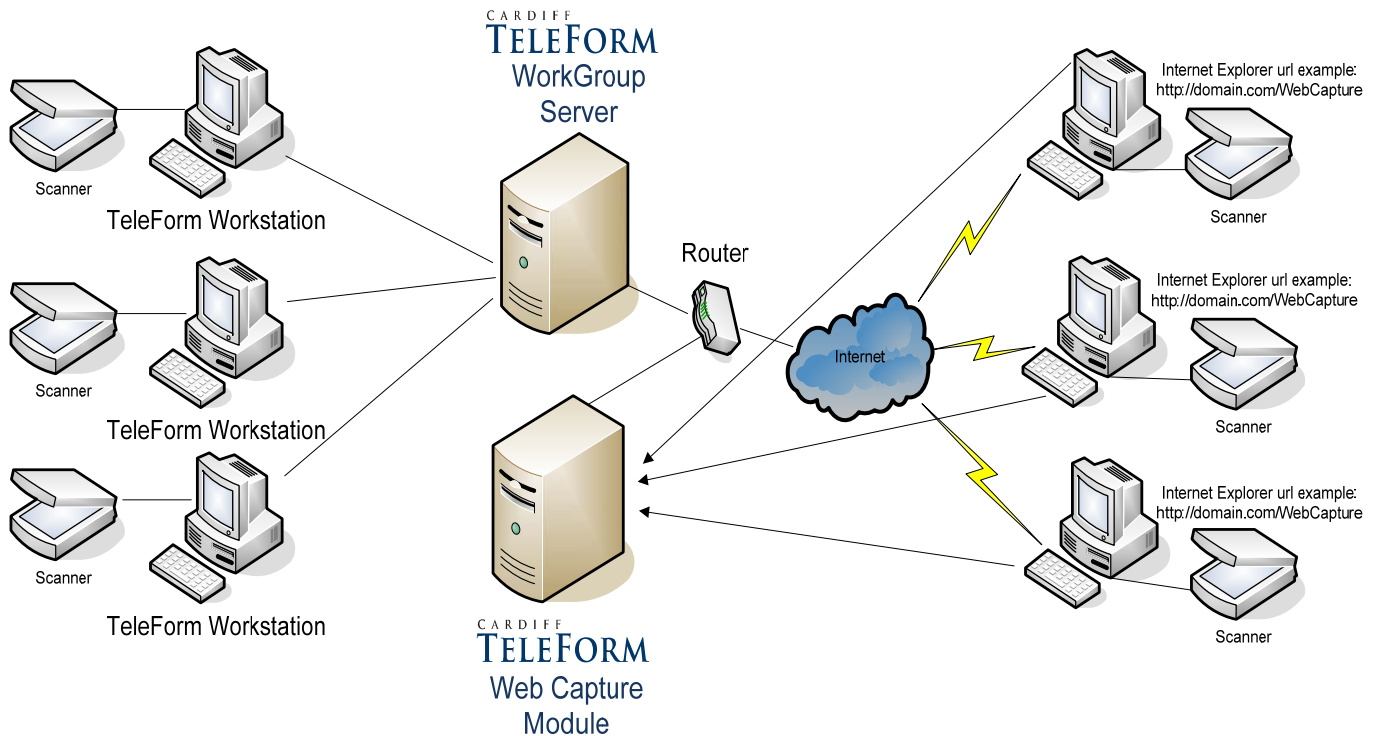 CARDIFF
TELEFORM
WorkGroup
Server
Scanner
TeleForm Workstation
Scanner
TeleForm Workstation
Scanner
TeleForm Workstation
Router
Internet
CARDIFF
TELEFORM
Web Capture
Module
Internet Explorer url example:
http://domain.com/WebCapture
Scanner
Internet Explorer url example:
http://domain.com/WebCapture
Scanner
Internet Explorer url example:
http://domain.com/WebCapture
Scanner